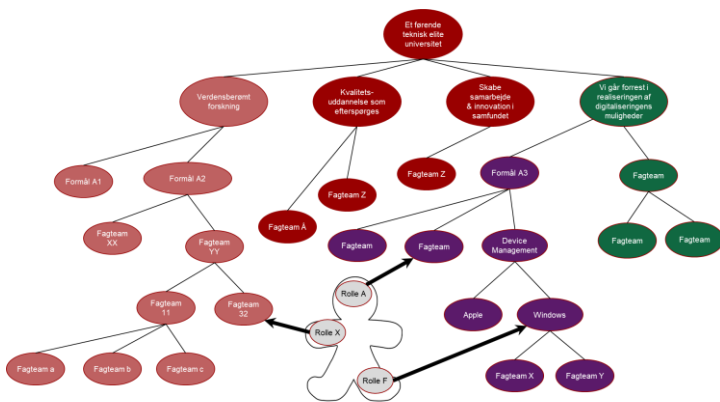 Et førende
teknisk elite
universitet
Verdensberømt
forskning
Kvalitets-
uddannelse som
efterspørges
Skabe
samarbejde
& innovation i
samfundet
Vi går forrest i
realiseringen af
digitaliseringens
muligheder
Formål A1
Formål A2
Fagteam Z
Fagteam Z
Formål A3
Fagteam
Fagteam Å
Fagteam
XX
Fagteam
YY
Fagteam
Fagteam
Device
Management
Fagteam
Fagteam
Rolle A
Fagteam
11
Fagteam
32
Rolle X
Apple
Windows
Fagteam a
Fagteam b
Fagteam c
Rolle F
Fagteam X
Fagteam Y